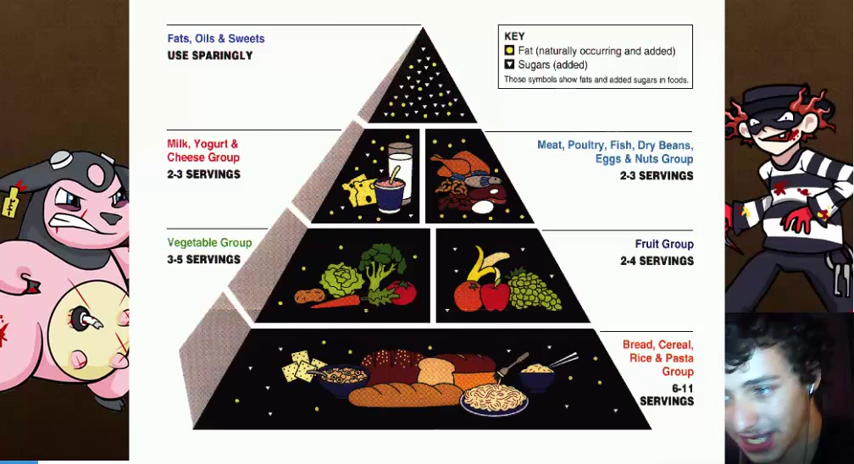 Fats, Oils & Sweets
USE SPARINGLY
KEY
Fat (naturally occurring and added)
Sugars (added)
These symbols show fats and added sugars in foods.
Milk, Yogurt &
Cheese Group
2-3 SERVINGS
Meat, Poultry, Fish, Dry Beans,
Eggs & Nuts Group
2-3 SERVINGS
Vegetable Group
3-5 SERVINGS
Fruit Group
2-4 SERVINGS
Bread, Cereal,
Rice & Pasta
Group
6-11
SERVINGS